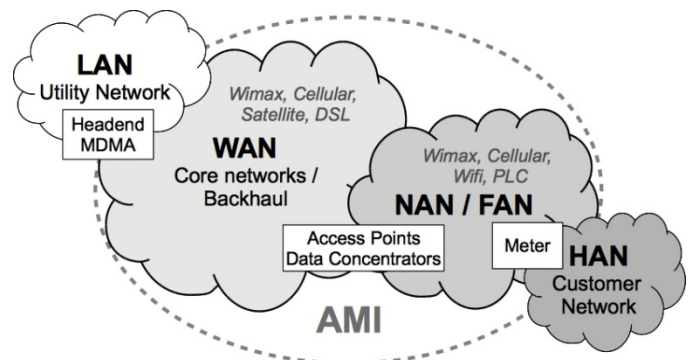 LAN
Utility Network
Headend
MDMA
Wimax, Cellular,
Satellite, DSL
WAN
Core networks /
Backhaul
Wimax, Cellular,
Wifi, PLC
NAN / FAN
Access Points
Data Concentrators
Meter
HAN
Customer
Network
AMI